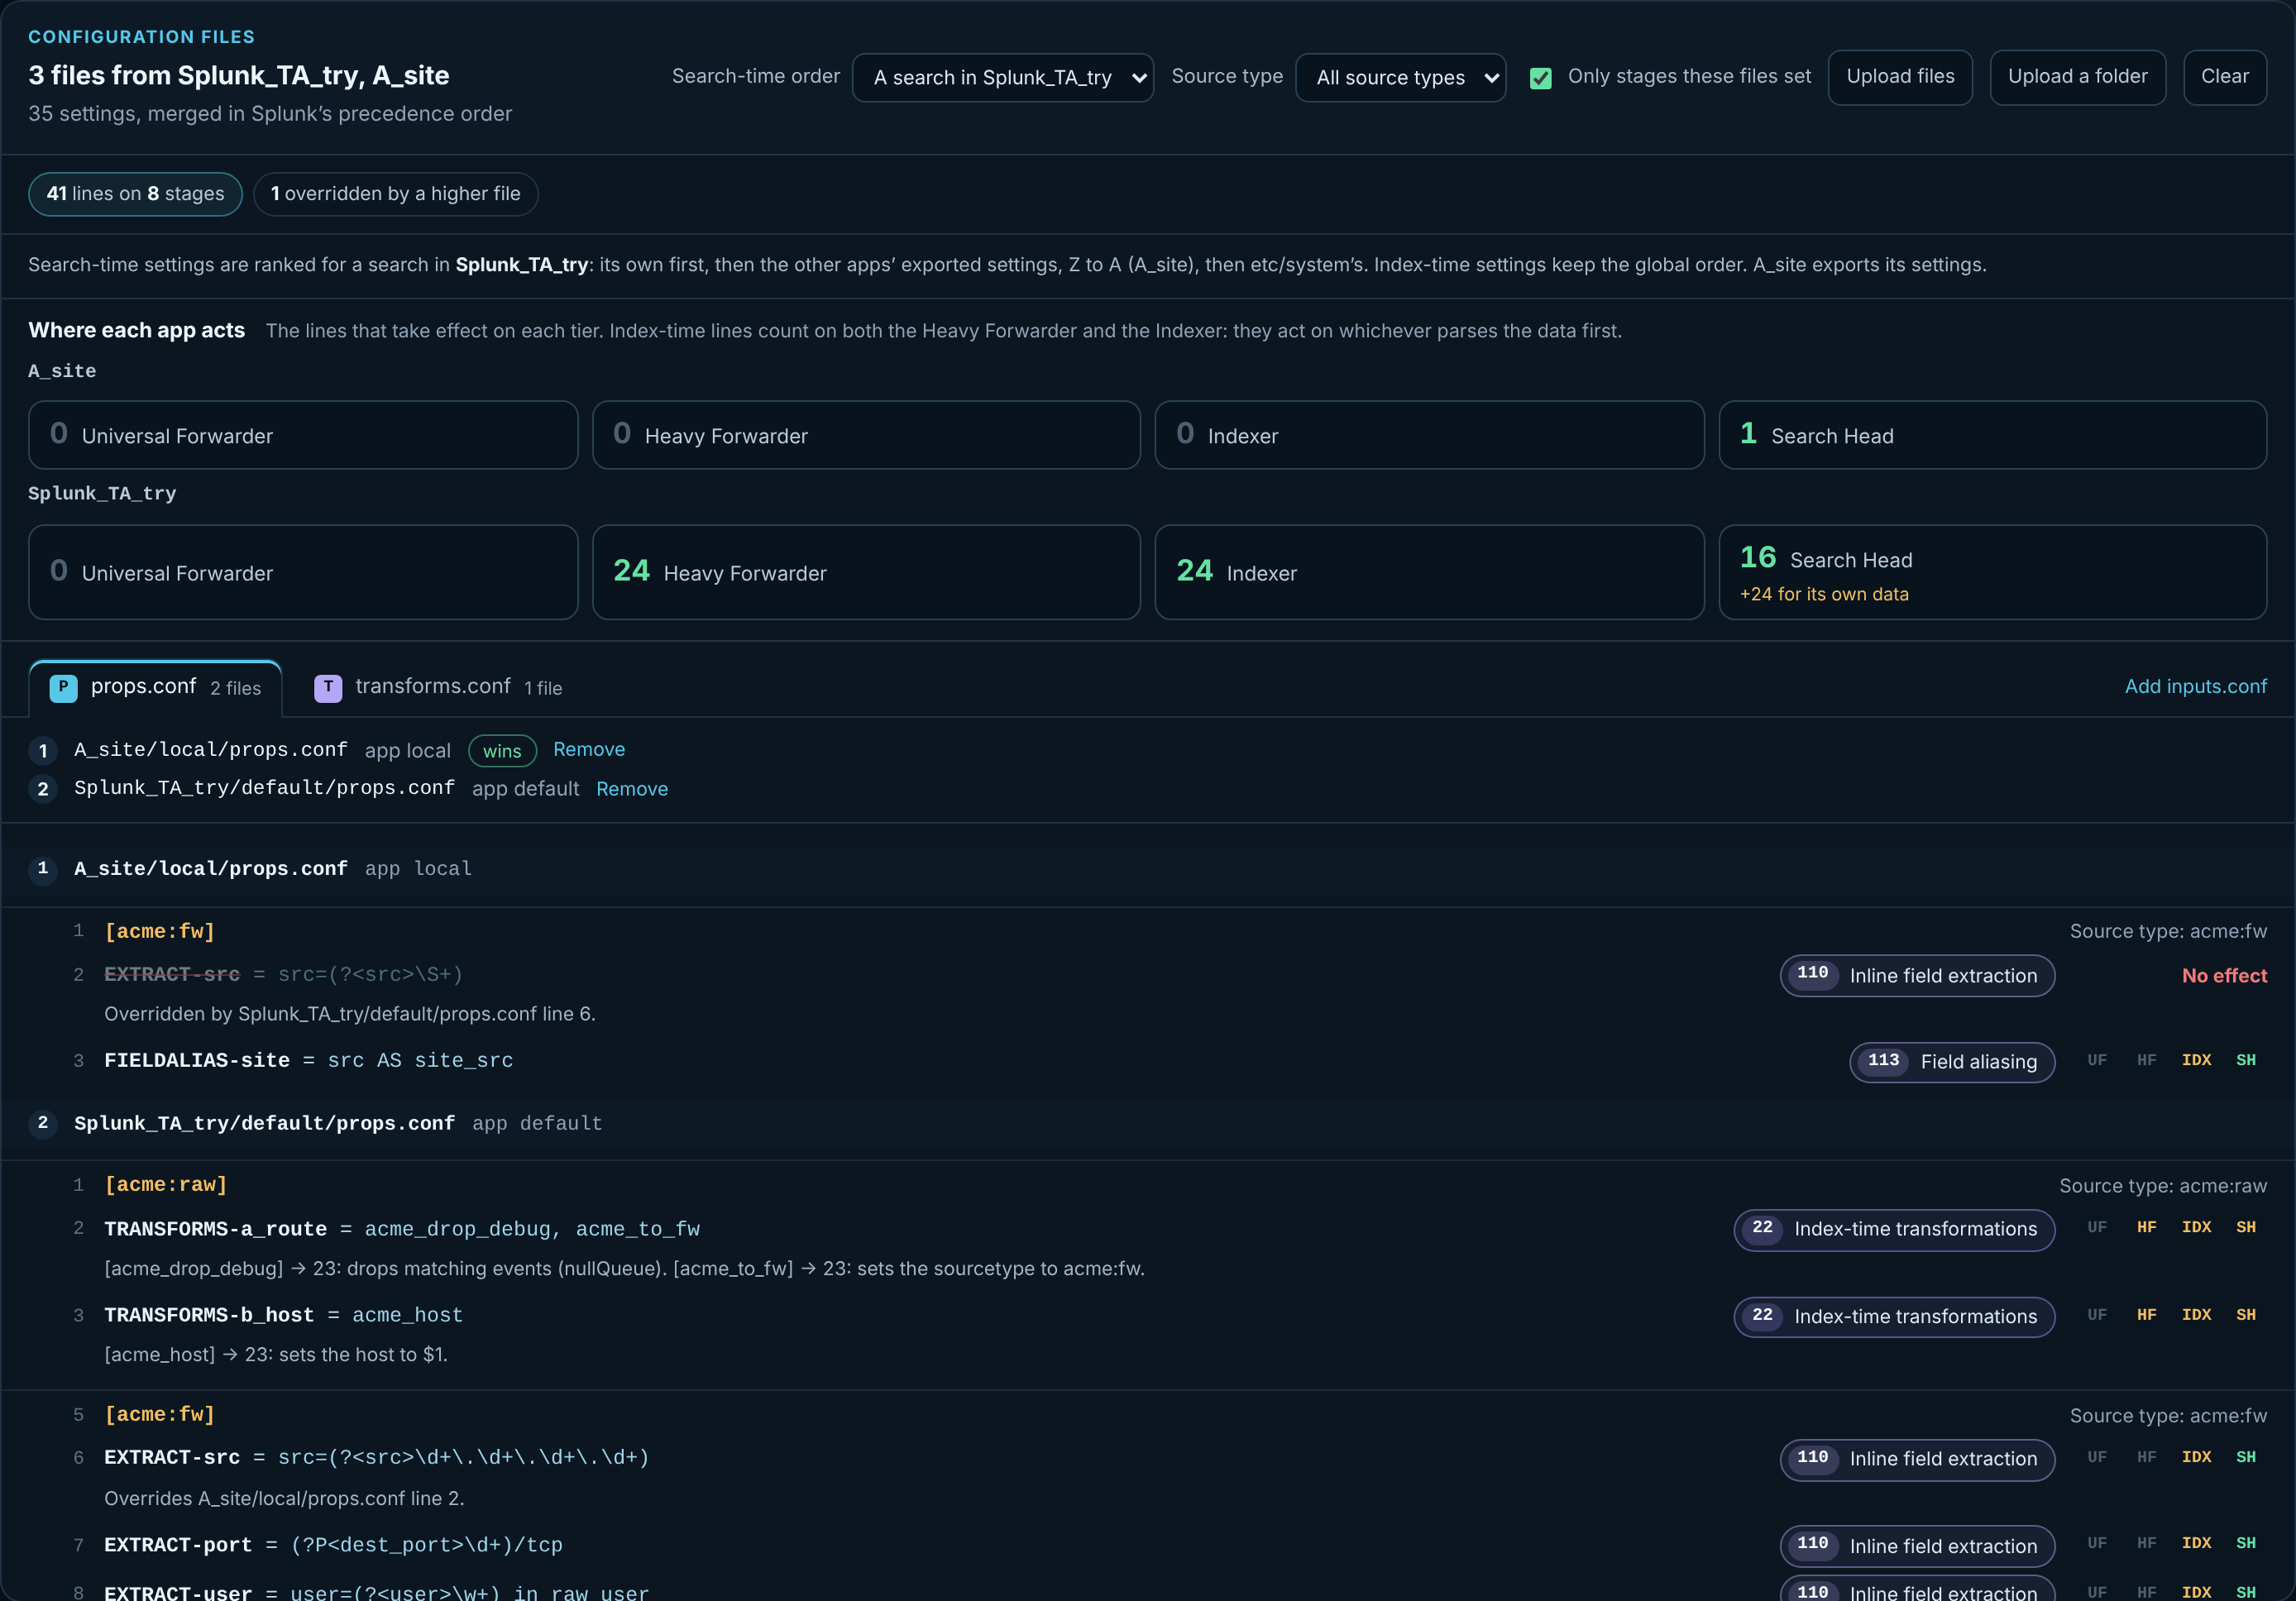 CONFIGURATION FILES
3 files from Splunk_TA_try, A_site
35 settings, merged in Splunk’s precedence order
Search-time order A search in Splunk_TA_try Source type All source types Only stages these files set Upload files Upload a folder Clear
41 lines on 8 stages 1 overridden by a higher file
Search-time settings are ranked for a search in Splunk_TA_try: its own first, then the other apps’ exported settings, Z to A (A_site), then etc/system’s. Index-time settings keep the global order. A_site exports its settings.
Where each app acts The lines that take effect on each tier. Index-time lines count on both the Heavy Forwarder and the Indexer: they act on whichever parses the data first.
A_site
0 Universal Forwarder 0 Heavy Forwarder 0 Indexer 1 Search Head
Splunk_TA_try
0 Universal Forwarder 24 Heavy Forwarder 24 Indexer 16 Search Head
+24 for its own data
P props.conf 2 files T transforms.conf 1 file Add inputs.conf
1 A_site/local/props.conf app local wins Remove
2 Splunk_TA_try/default/props.conf app default Remove
1 A_site/local/props.conf app local
1 [acme:fw] Source type: acme:fw
2 EXTRACT-src = src=(?<src>\S+) 110 Inline field extraction No effect
Overridden by Splunk_TA_try/default/props.conf line 6.
3 FIELDALIAS-site = src AS site_src 113 Field aliasing UF HF IDX SH
2 Splunk_TA_try/default/props.conf app default
1 [acme:raw] Source type: acme:raw
2 TRANSFORMS-a_route = acme_drop_debug, acme_to_fw 22 Index-time transformations UF HF IDX SH
[acme_drop_debug] → 23: drops matching events (nullQueue). [acme_to_fw] → 23: sets the sourcetype to acme:fw.
3 TRANSFORMS-b_host = acme_host 22 Index-time transformations UF HF IDX SH
[acme_host] → 23: sets the host to $1.
5 [acme:fw] Source type: acme:fw
6 EXTRACT-src = src=(?<src>\d+\.\d+\.\d+\.\d+) 110 Inline field extraction UF HF IDX SH
Overrides A_site/local/props.conf line 2.
7 EXTRACT-port = (?P<dest_port>\d+)/tcp 110 Inline field extraction UF HF IDX SH
8 EXTRACT-user = user=(?<user>\w+) in raw_user 110 Inline field extraction UF HF IDX SH